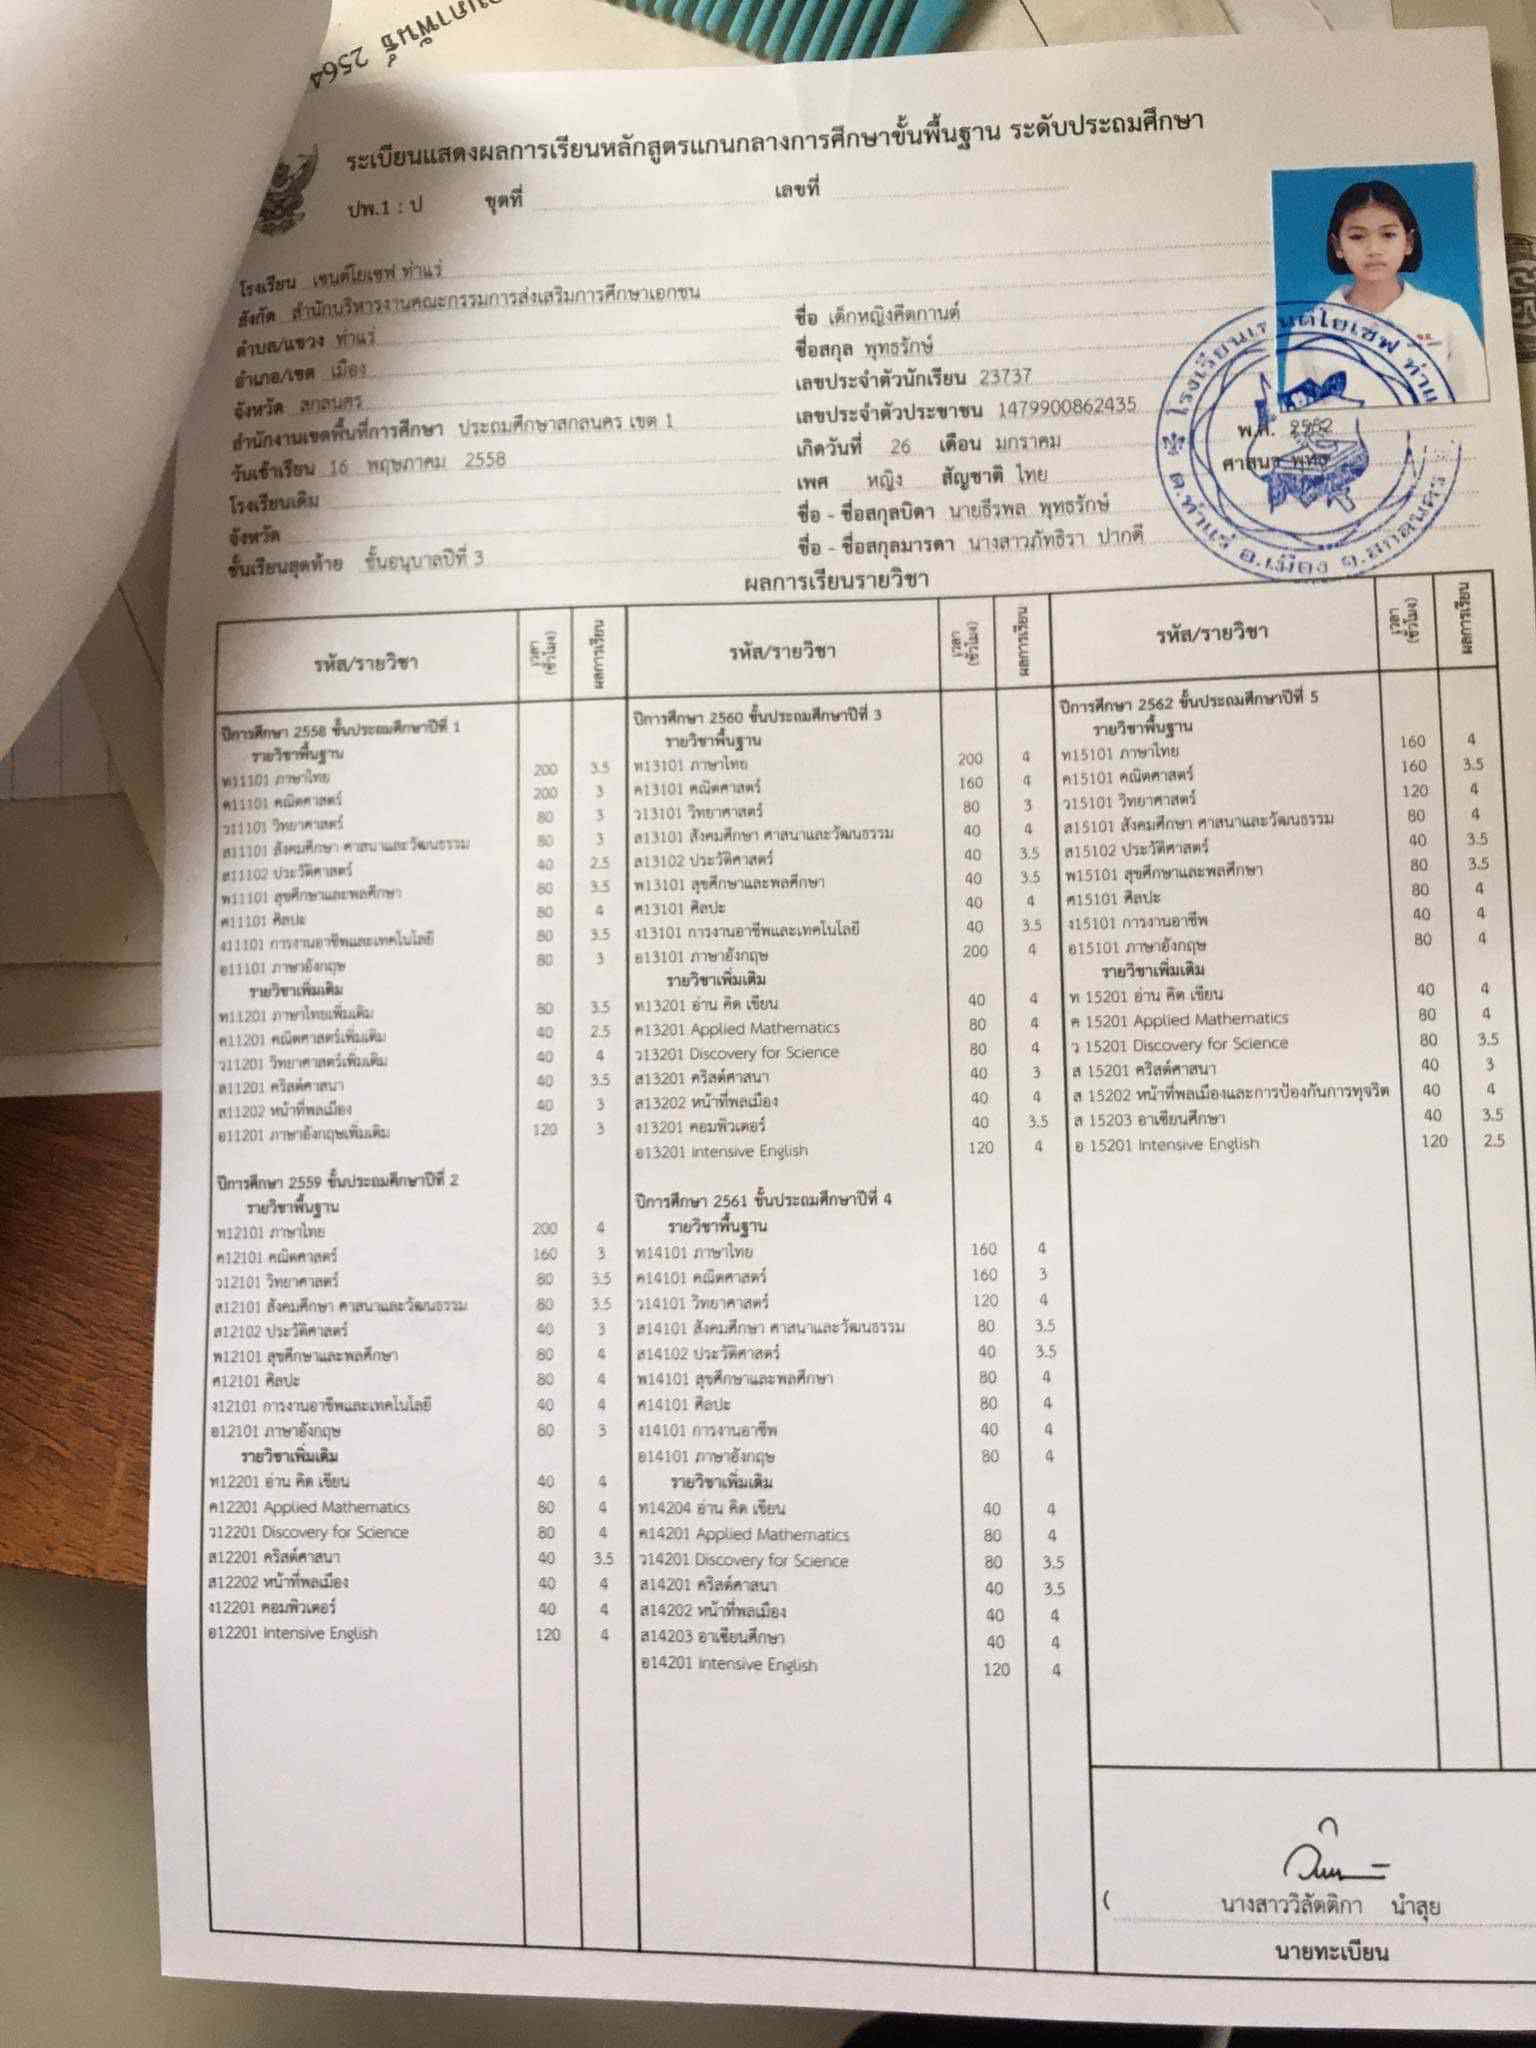 2564
ระเบียนแสดงผลการเรียนหลักสูตรแกนกลางการศึกษาขั้นพื้นฐาน ระดับประถมศึกษา
ปพ.1 : ป ชุดที่ เลขที่
โรงเรียน เซนต์โยเซฟ ท่าแร่
สังกัด สำนักบริหารงานคณะกรรมการส่งเสริมการศึกษาเอกชน
ตำบล/แขวง ท่าแร่
อำเภอ/เขต เมือง
จังหวัด สกลนคร
สำนักงานเขตพื้นที่การศึกษา ประถมศึกษาสกลนคร เขต 1
วันเข้าเรียน 16 พฤษภาคม 2558
โรงเรียนเดิม
จังหวัด
ชั้นเรียนสุดท้าย ชั้นอนุบาลปีที่ 3
ชื่อ เด็กหญิงคีตกานต์
ชื่อสกุล พุทธรักษ์
เลขประจำตัวนักเรียน 23737
เลขประจำตัวประชาชน 1479900862435
เกิดวันที่ 26 เดือน มกราคม พ.ศ. 2552
เพศ หญิง สัญชาติ ไทย ศาสนา พุทธ
ชื่อ - ชื่อสกุลบิดา นายธีรพล พุทธรักษ์
ชื่อ - ชื่อสกุลมารดา นางสาวภัทธิรา ปากดี
โรงเรียนเซนต์โยเซฟ ท่าแร่
ต.ท่าแร่ อ.เมือง จ.สกลนคร
ผลการเรียนรายวิชา
รหัส/รายวิชา เวลา (ชั่วโมง) ผลการเรียน
ปีการศึกษา 2558 ชั้นประถมศึกษาปีที่ 1
รายวิชาพื้นฐาน
ท11101 ภาษาไทย 200 3.5
ค11101 คณิตศาสตร์ 200 3
ว11101 วิทยาศาสตร์ 80 3
ส11101 สังคมศึกษา ศาสนาและวัฒนธรรม 80 3
ส11102 ประวัติศาสตร์ 40 2.5
พ11101 สุขศึกษาและพลศึกษา 80 3.5
ศ11101 ศิลปะ 80 4
ง11101 การงานอาชีพและเทคโนโลยี 80 3.5
อ11101 ภาษาอังกฤษ 80 3
รายวิชาเพิ่มเติม
ท11201 ภาษาไทยเพิ่มเติม 80 3.5
ค11201 คณิตศาสตร์เพิ่มเติม 40 2.5
ว11201 วิทยาศาสตร์เพิ่มเติม 40 4
ส11201 คริสต์ศาสนา 40 3.5
ส11202 หน้าที่พลเมือง 40 3
อ11201 ภาษาอังกฤษเพิ่มเติม 120 3
ปีการศึกษา 2559 ชั้นประถมศึกษาปีที่ 2
รายวิชาพื้นฐาน
ท12101 ภาษาไทย 200 4
ค12101 คณิตศาสตร์ 160 3
ว12101 วิทยาศาสตร์ 80 3.5
ส12101 สังคมศึกษา ศาสนาและวัฒนธรรม 80 3.5
ส12102 ประวัติศาสตร์ 40 3
พ12101 สุขศึกษาและพลศึกษา 80 4
ศ12101 ศิลปะ 80 4
ง12101 การงานอาชีพและเทคโนโลยี 40 4
อ12101 ภาษาอังกฤษ 80 3
รายวิชาเพิ่มเติม
ท12201 อ่าน คิด เขียน 40 4
ค12201 Applied Mathematics 80 4
ว12201 Discovery for Science 80 4
ส12201 คริสต์ศาสนา 40 3.5
ส12202 หน้าที่พลเมือง 40 4
ง12201 คอมพิวเตอร์ 40 4
อ12201 Intensive English 120 4
รหัส/รายวิชา เวลา (ชั่วโมง) ผลการเรียน
ปีการศึกษา 2560 ชั้นประถมศึกษาปีที่ 3
รายวิชาพื้นฐาน
ท13101 ภาษาไทย 200 4
ค13101 คณิตศาสตร์ 160 4
ว13101 วิทยาศาสตร์ 80 3
ส13101 สังคมศึกษา ศาสนาและวัฒนธรรม 40 4
ส13102 ประวัติศาสตร์ 40 3.5
พ13101 สุขศึกษาและพลศึกษา 40 3.5
ศ13101 ศิลปะ 40 4
ง13101 การงานอาชีพและเทคโนโลยี 40 3.5
อ13101 ภาษาอังกฤษ 200 4
รายวิชาเพิ่มเติม
ท13201 อ่าน คิด เขียน 40 4
ค13201 Applied Mathematics 80 4
ว13201 Discovery for Science 80 4
ส13201 คริสต์ศาสนา 40 3
ส13202 หน้าที่พลเมือง 40 4
ง13201 คอมพิวเตอร์ 40 3.5
อ13201 Intensive English 120 4
ปีการศึกษา 2561 ชั้นประถมศึกษาปีที่ 4
รายวิชาพื้นฐาน
ท14101 ภาษาไทย 160 4
ค14101 คณิตศาสตร์ 160 3
ว14101 วิทยาศาสตร์ 120 4
ส14101 สังคมศึกษา ศาสนาและวัฒนธรรม 80 3.5
ส14102 ประวัติศาสตร์ 40 3.5
พ14101 สุขศึกษาและพลศึกษา 80 4
ศ14101 ศิลปะ 80 4
ง14101 การงานอาชีพ 40 4
อ14101 ภาษาอังกฤษ 80 4
รายวิชาเพิ่มเติม
ท14204 อ่าน คิด เขียน 40 4
ค14201 Applied Mathematics 80 4
ว14201 Discovery for Science 80 3.5
ส14201 คริสต์ศาสนา 40 3.5
ส14202 หน้าที่พลเมือง 40 4
ส14203 อาเซียนศึกษา 40 4
อ14201 Intensive English 120 4
รหัส/รายวิชา เวลา (ชั่วโมง) ผลการเรียน
ปีการศึกษา 2562 ชั้นประถมศึกษาปีที่ 5
รายวิชาพื้นฐาน
ท15101 ภาษาไทย 160 4
ค15101 คณิตศาสตร์ 160 3.5
ว15101 วิทยาศาสตร์ 120 4
ส15101 สังคมศึกษา ศาสนาและวัฒนธรรม 80 4
ส15102 ประวัติศาสตร์ 40 3.5
พ15101 สุขศึกษาและพลศึกษา 80 3.5
ศ15101 ศิลปะ 80 4
ง15101 การงานอาชีพ 40 4
อ15101 ภาษาอังกฤษ 80 4
รายวิชาเพิ่มเติม
ท 15201 อ่าน คิด เขียน 40 4
ค 15201 Applied Mathematics 80 4
ว 15201 Discovery for Science 80 3.5
ส 15201 คริสต์ศาสนา 40 3
ส 15202 หน้าที่พลเมืองและการป้องกันการทุจริต 40 4
ส 15203 อาเซียนศึกษา 40 3.5
อ 15201 Intensive English 120 2.5
( นางสาววิลัตติกา นำสุย
นายทะเบียน